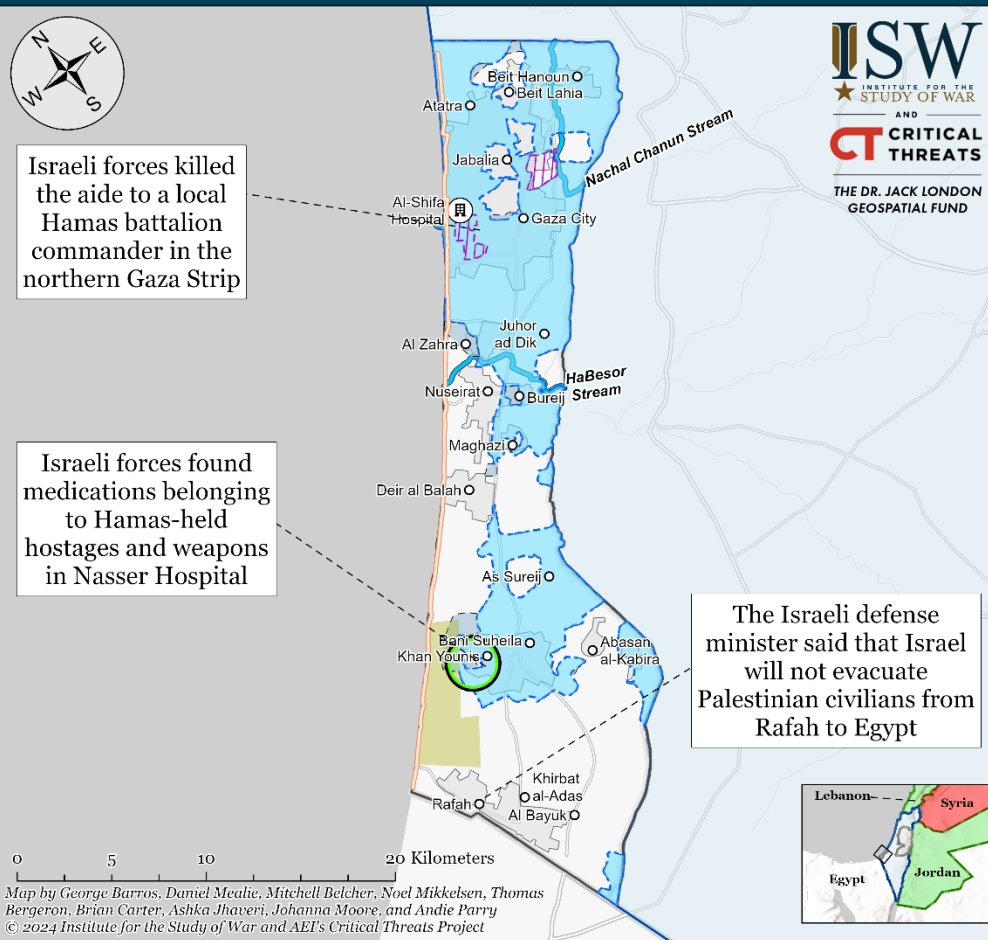 N
E
W
S
ISW
INSTITUTE FOR THE
STUDY OF WAR
AND
CT CRITICAL
THREATS
THE DR. JACK LONDON
GEOSPATIAL FUND
Beit Hanoun
Beit Lahia
Atatra
Nachal Chanun Stream
Jabalia
Israeli forces killed
the aide to a local
Hamas battalion
commander in the
northern Gaza Strip
Al-Shifa
Hospital
Gaza City
Juhor
ad Dik
Al Zahra
HaBesor
Stream
Nuseirat
Bureij
Maghazi
Israeli forces found
medications belonging
to Hamas-held
hostages and weapons
in Nasser Hospital
Deir al Balah
As Sureij
Bani Suheila
Khan Younis
Abasan
al-Kabira
The Israeli defense
minister said that Israel
will not evacuate
Palestinian civilians from
Rafah to Egypt
Khirbat
al-Adas
Rafah
Al Bayuk
Lebanon
Syria
Egypt
Jordan
0 5 10 20 Kilometers
Map by George Barros, Daniel Mealie, Mitchell Belcher, Noel Mikkelsen, Thomas
Bergeron, Brian Carter, Ashka Jhaveri, Johanna Moore, and Andie Parry
© 2024 Institute for the Study of War and AEI's Critical Threats Project